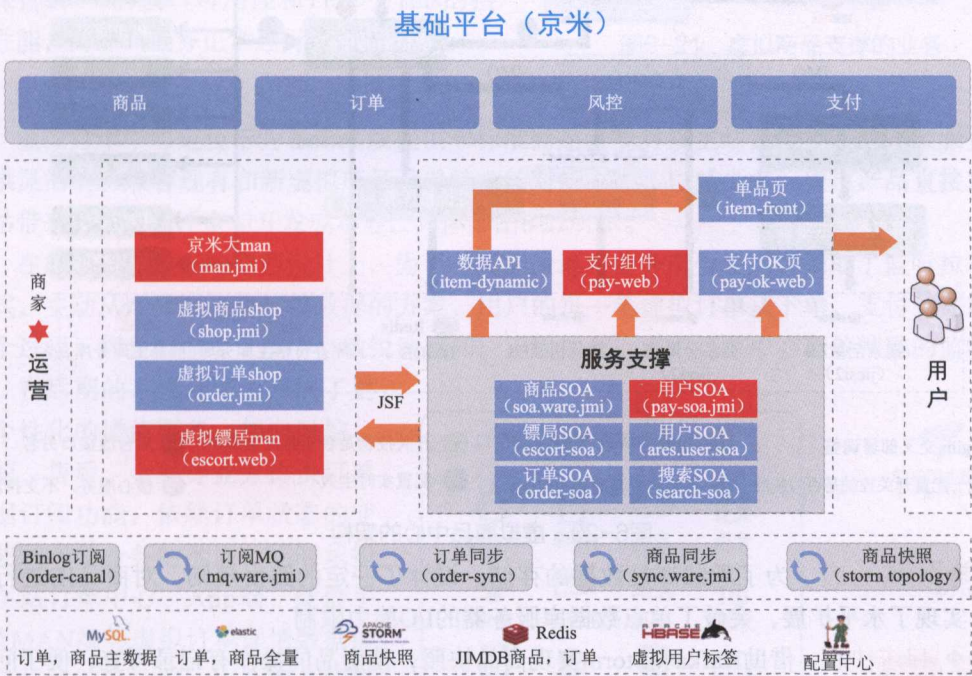 基础平台（京米）
商品
订单
风控
支付
商家
运营
京米大man
（man.jmi）
虚拟商品shop
（shop.jmi）
虚拟订单shop
（order.jmi）
虚拟镖居man
（escort.web）
JSF
单品页
（item-front）
数据API
（item-dynamic）
支付组件
（pay-web）
支付OK页
（pay-ok-web）
服务支撑
商品SOA
（soa.ware.jmi）
用户SOA
（pay-soa.jmi）
镖局SOA
（escort-soa）
用户SOA
（ares.user.soa）
订单SOA
（order-soa）
搜索SOA
（search-soa）
用户
Binlog订阅
（order-canal）
订阅MQ
（mq.ware.jmi）
订单同步
（order-sync）
商品同步
（sync.ware.jmi）
商品快照
（storm topology）
MySQL
订单、商品主数据
elastic
订单，商品全量
APACHE
STORM
商品快照
Redis
JIMDB商品、订单
HBASE
虚拟用户标签
配置中心